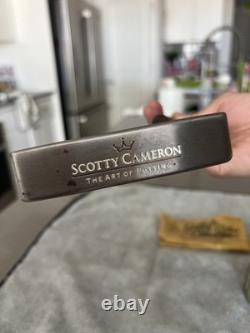 SCOTTY CAMERON
THE ART OF PUTTING